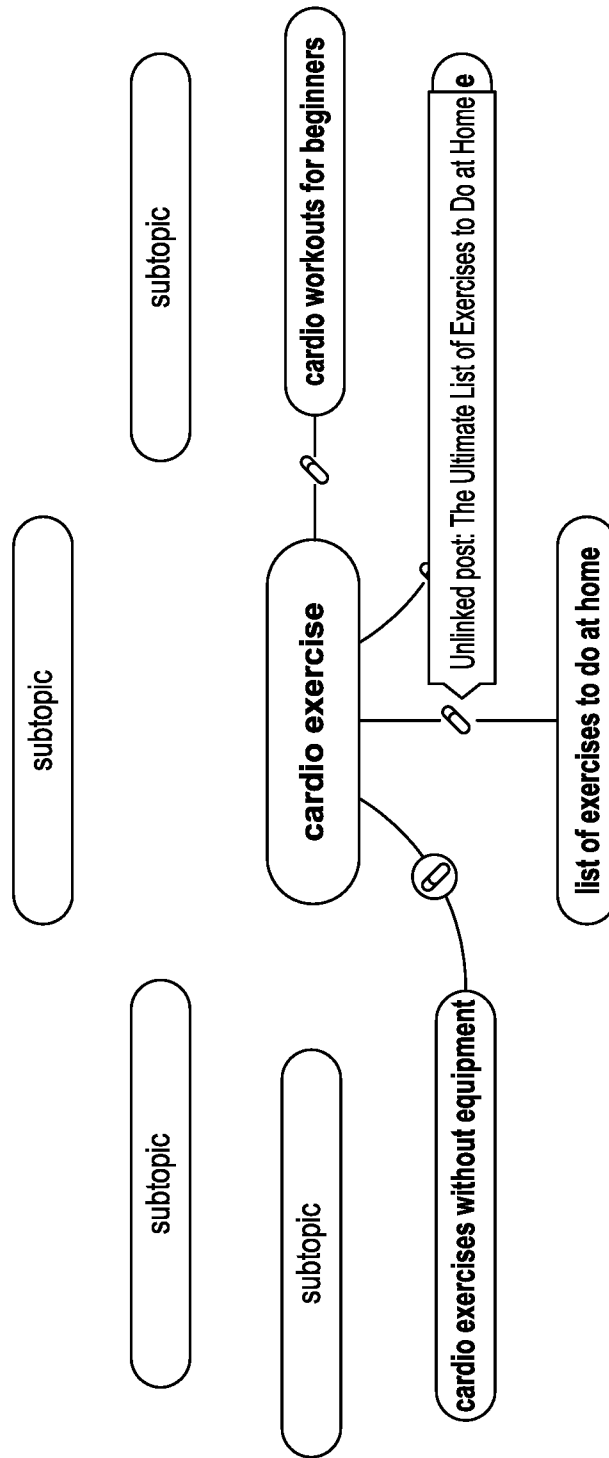 subtopic
subtopic
subtopic
subtopic
cardio exercise
cardio workouts for beginners
cardio exercises without equipment
Unlinked post: The Ultimate List of Exercises to Do at Home
e
list of exercises to do at home